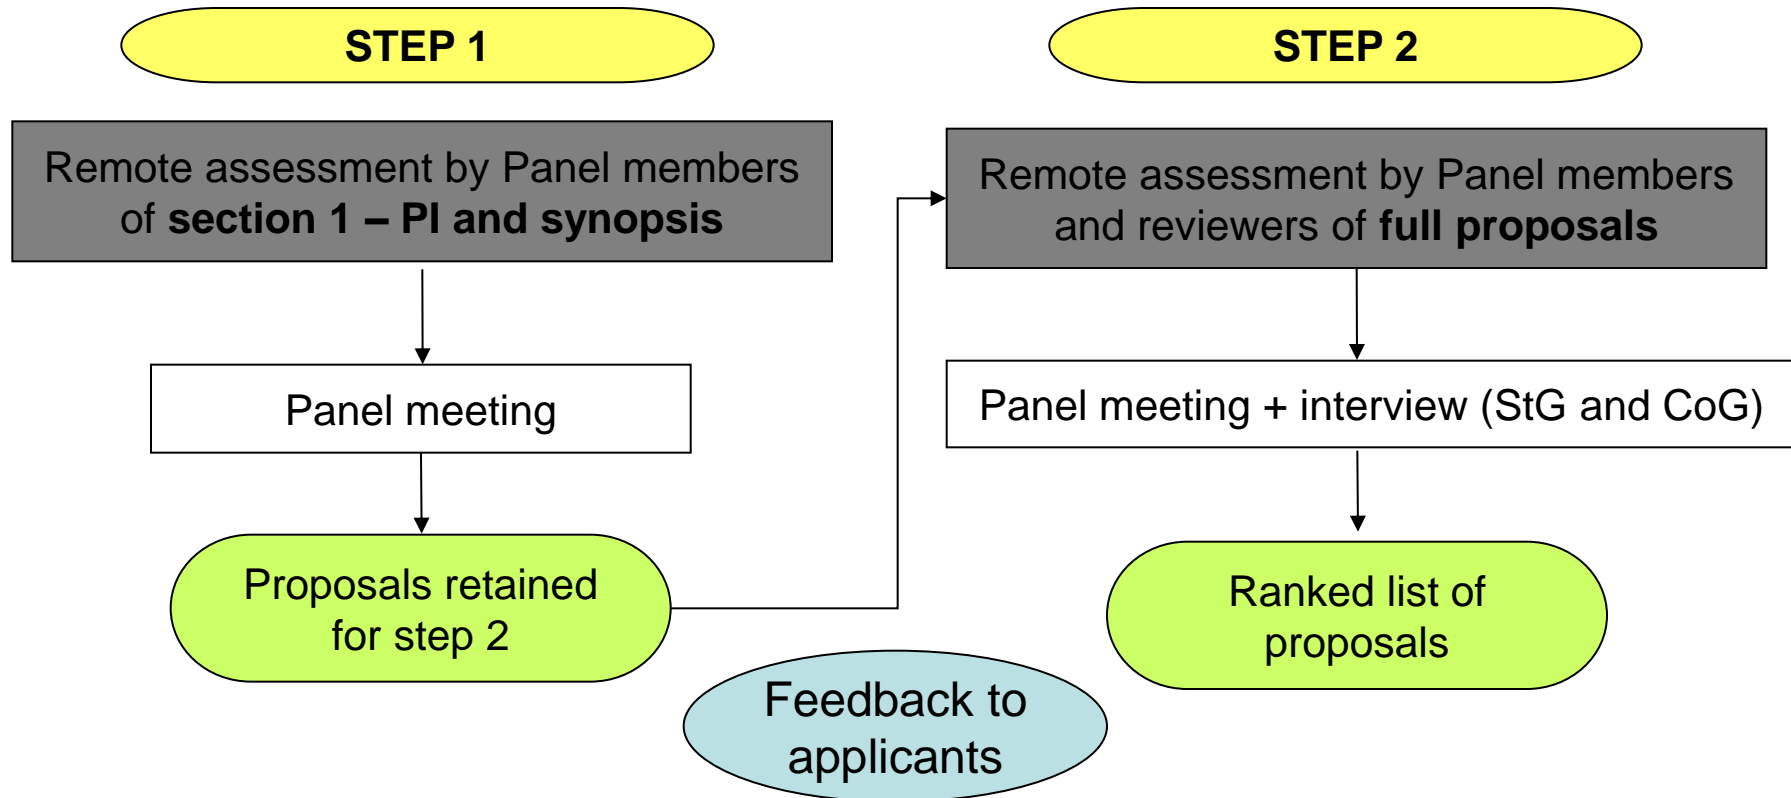 STEP 1
Remote assessment by Panel members
of section 1 – PI and synopsis
Panel meeting
Proposals retained
for step 2
STEP 2
Remote assessment by Panel members
and reviewers of full proposals
Panel meeting + interview (StG and CoG)
Ranked list of
proposals
Feedback to
applicants